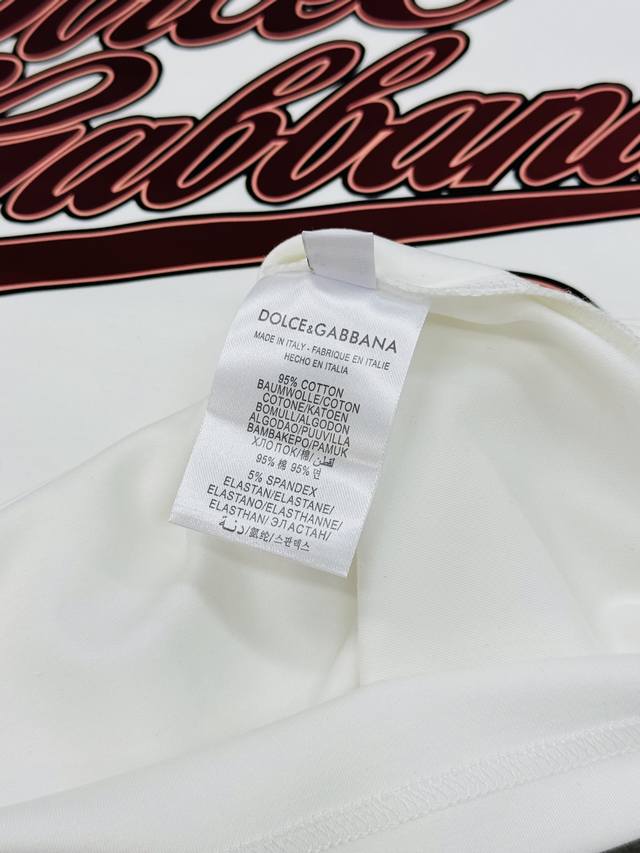 Gabbana
DOLCE&GABBANA
MADE IN ITALY - FABRIQUE EN ITALIE
HECHO EN ITALIA
95% COTTON
BAUMWOLLE/COTON
COTONE/KATOEN
BOMULL/ALGODON
ALGODAO/PUUVILLA
BAMBAKEPO/PAMUK
ХЛОПОК/棉/قطن
95% 棉 95% 면
5% SPANDEX
ELASTAN/ELASTANE/
ELASTANO/ELASTHANNE/
ELASTHAN/ ЭЛАСТАН/
/氨纶/스판덱스